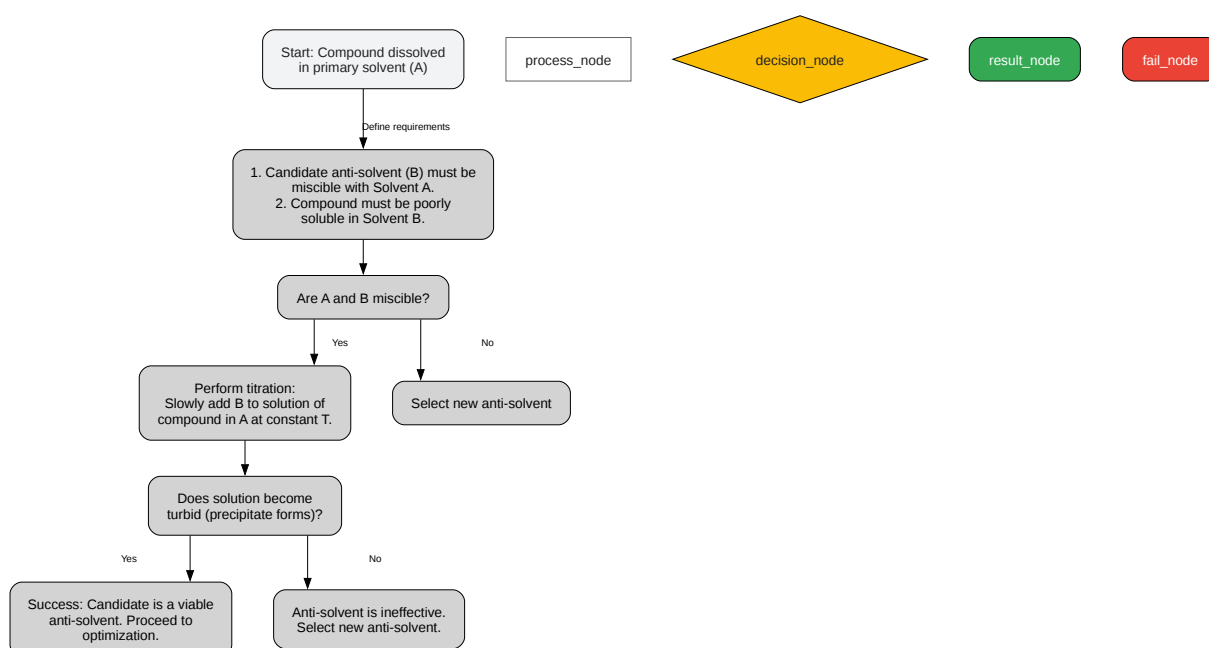 Start: Compound dissolved
in primary solvent (A)
process_node
decision_node
result_node
fail_node
Define requirements
1. Candidate anti-solvent (B) must be
miscible with Solvent A.
2. Compound must be poorly
soluble in Solvent B.
Are A and B miscible?
Yes
No
Perform titration:
Slowly add B to solution of
compound in A at constant T.
Select new anti-solvent
Does solution become
turbid (precipitate forms)?
Yes
No
Success: Candidate is a viable
anti-solvent. Proceed to
optimization.
Anti-solvent is ineffective.
Select new anti-solvent.